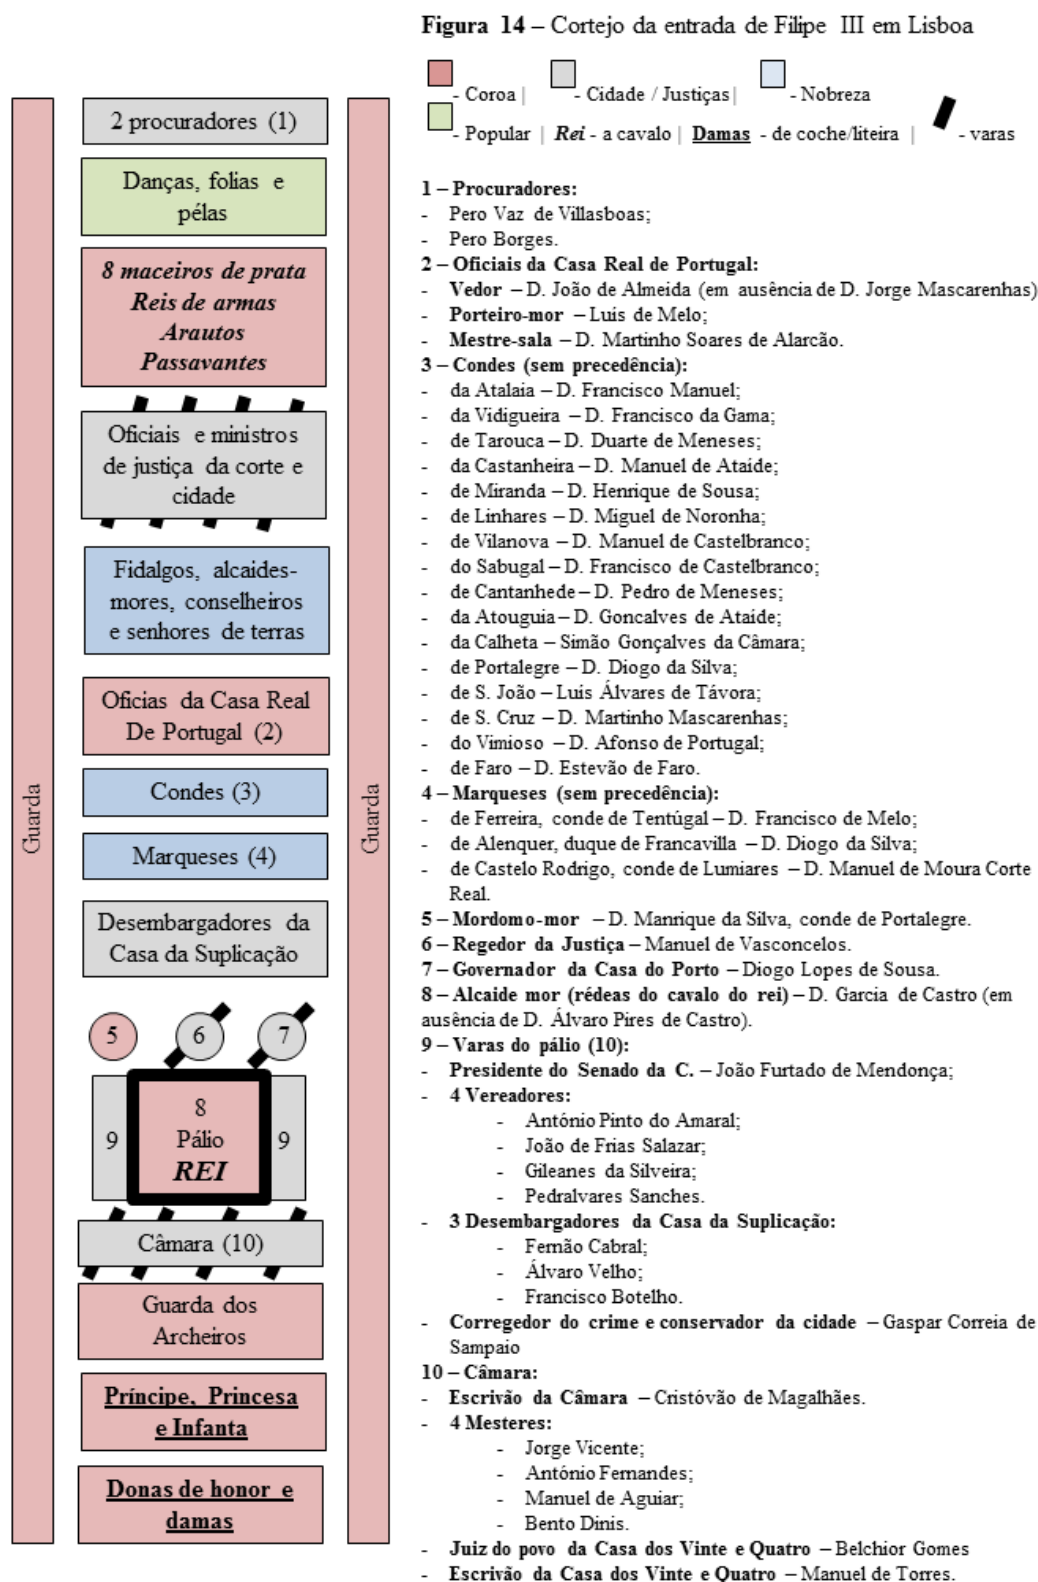 Figura 14 – Cortejo da entrada de Filipe III em Lisboa
- Coroa |
- Cidade / Justiças |
- Nobreza
- Popular | Rei - a cavalo | Damas - de coche/liteira |
- varas
Guarda
2 procuradores (1)
Danças, folias e
pélas
8 maceiros de prata
Reis de armas
Arautos
Passavantes
Oficiais e ministros
de justiça da corte e
cidade
Fidalgos, alcaides-
mores, conselheiros
e senhores de terras
Oficias da Casa Real
De Portugal (2)
Condes (3)
Marqueses (4)
Desembargadores da
Casa da Suplicação
5
6
7
9
8
Pálio
REI
9
Câmara (10)
Guarda dos
Archeiros
Príncipe, Princesa
e Infanta
Donas de honor e
damas
Guarda
1 – Procuradores:
- Pero Vaz de Villasboas;
- Pero Borges.
2 – Oficiais da Casa Real de Portugal:
- Vedor – D. João de Almeida (em ausência de D. Jorge Mascarenhas)
- Porteiro-mor – Luis de Melo;
- Mestre-sala – D. Martinho Soares de Alarcão.
3 – Condes (sem precedência):
- da Atalaia – D. Francisco Manuel;
- da Vidigueira – D. Francisco da Gama;
- de Tarouca – D. Duarte de Meneses;
- da Castanheira – D. Manuel de Ataíde;
- de Miranda – D. Henrique de Sousa;
- de Linhares – D. Miguel de Noronha;
- de Vilanova – D. Manuel de Castelbranco;
- do Sabugal – D. Francisco de Castelbranco;
- de Cantanhede – D. Pedro de Meneses;
- da Atouguia – D. Goncalves de Ataíde;
- da Calheta – Simão Gonçalves da Câmara;
- de Portalegre – D. Diogo da Silva;
- de S. João – Luís Álvares de Távora;
- de S. Cruz – D. Martinho Mascarenhas;
- do Vimioso – D. Afonso de Portugal;
- de Faro – D. Estevão de Faro.
4 – Marqueses (sem precedência):
- de Ferreira, conde de Tentúgal – D. Francisco de Melo;
- de Alenquer, duque de Francavilla – D. Diogo da Silva;
- de Castelo Rodrigo, conde de Lumiares – D. Manuel de Moura Corte
Real.
5 – Mordomo-mor – D. Manrique da Silva, conde de Portalegre.
6 – Regedor da Justiça – Manuel de Vasconcelos.
7 – Governador da Casa do Porto – Diogo Lopes de Sousa.
8 – Alcaide mor (rédeas do cavalo do rei) – D. Garcia de Castro (em
ausência de D. Álvaro Pires de Castro).
9 – Varas do pálio (10):
- Presidente do Senado da C. – João Furtado de Mendonça;
- 4 Vereadores:
- António Pinto do Amaral;
- João de Frias Salazar;
- Gileanes da Silveira;
- Pedralvares Sanches.
- 3 Desembargadores da Casa da Suplicação:
- Fernão Cabral;
- Álvaro Velho;
- Francisco Botelho.
- Corregedor do crime e conservador da cidade – Gaspar Correia de
Sampaio
10 – Câmara:
- Escrivão da Câmara – Cristóvão de Magalhães.
- 4 Mesteres:
- Jorge Vicente;
- António Fernandes;
- Manuel de Aguiar;
- Bento Dinis.
- Juiz do povo da Casa dos Vinte e Quatro – Belchior Gomes
- Escrivão da Casa dos Vinte e Quatro – Manuel de Torres.